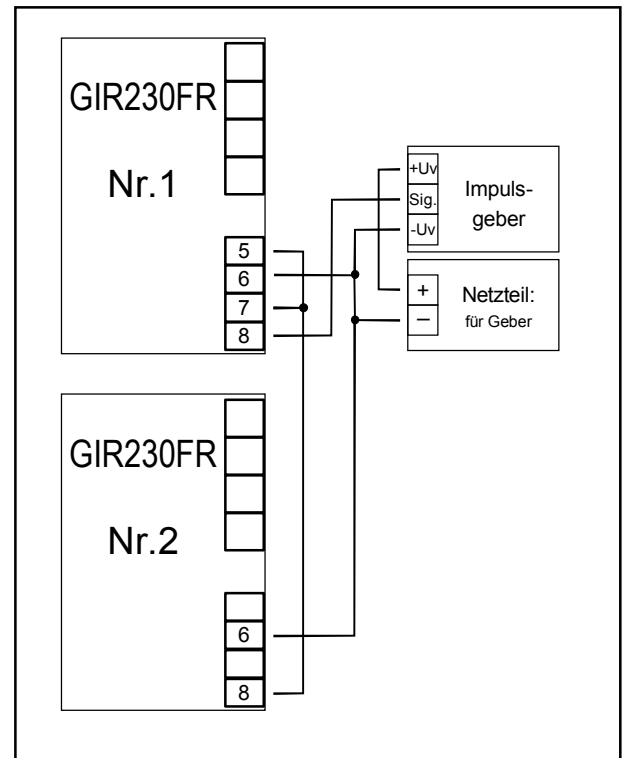 GIR230FR
Nr.1
5
6
7
8
+Uv
Sig.
-Uv
Impuls-
geber
+
–
Netzteil:
für Geber
GIR230FR
Nr.2
6
8